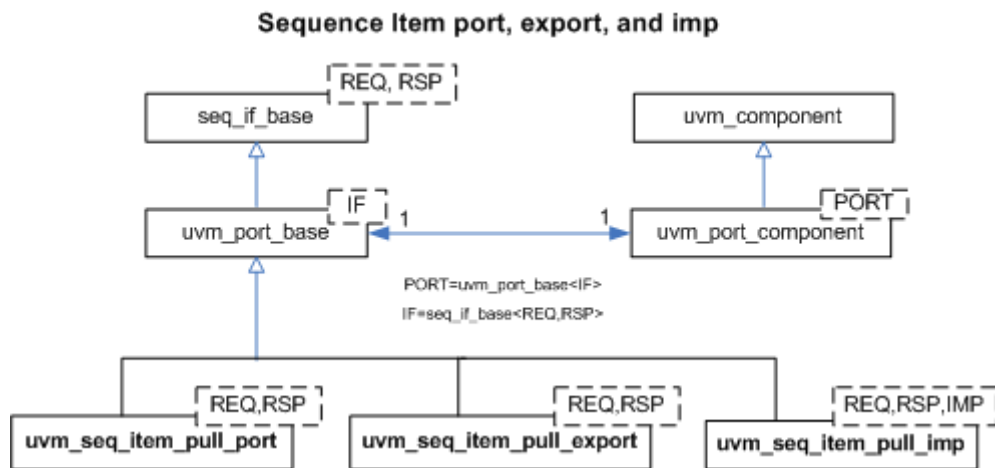 Sequence Item port, export, and imp
REQ, RSP
seq_if_base
uvm_component
IF
PORT
uvm_port_base
1
1
uvm_port_component
PORT=uvm_port_base<IF>
IF=seq_if_base<REQ,RSP>
REQ,RSP
REQ,RSP
REQ,RSP,IMP
uvm_seq_item_pull_port
uvm_seq_item_pull_export
uvm_seq_item_pull_imp